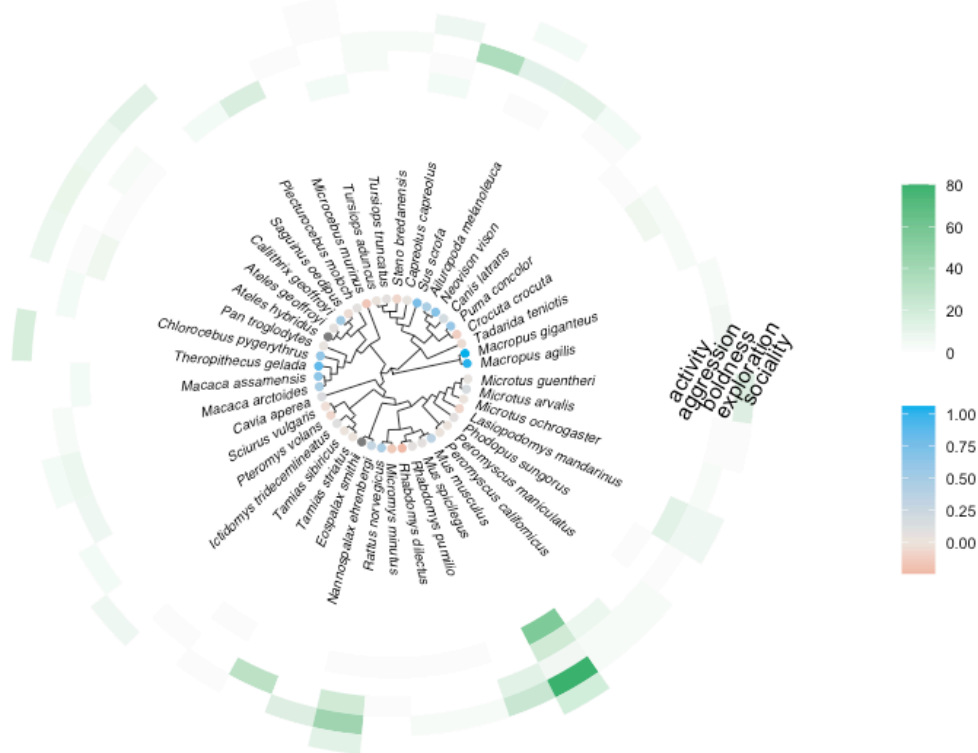 Plecturocebus moloch
Microcebus murinus
Tursiops aduncus
Tursiops truncatus
Steno bredanensis
Capreolus capreolus
Sus scrofa
Ailuropoda melanoleuca
Neovison vison
Canis latrans
Puma concolor
Crocuta crocuta
Tadarida teniotis
Macropus giganteus
Macropus agilis
Microtus guentheri
Microtus arvalis
Microtus ochrogaster
Lasiopodomys mandarinus
Phodopus sungorus
Peromyscus maniculatus
Peromyscus californicus
Mus musculus
Mus spicilegus
Rhabdomys pumilio
Rhabdomys dilectus
Micromys minutus
Rattus norvegicus
Nannospalax ehrenbergi
Eospalax smithii
Tamias striatus
Tamias sibiricus
Ictidomys tridecemlineatus
Pteromys volans
Sciurus vulgaris
Cavia aperea
Macaca arctoides
Macaca assamensis
Theropithecus gelada
Chlorocebus pygerythrus
Pan troglodytes
Ateles hybridus
Ateles geoffroyi
Callithrix geoffroyi
Saguinus oedipus
activity
aggression
boldness
exploration
sociality
80
60
40
20
0
1.00
0.75
0.50
0.25
0.00